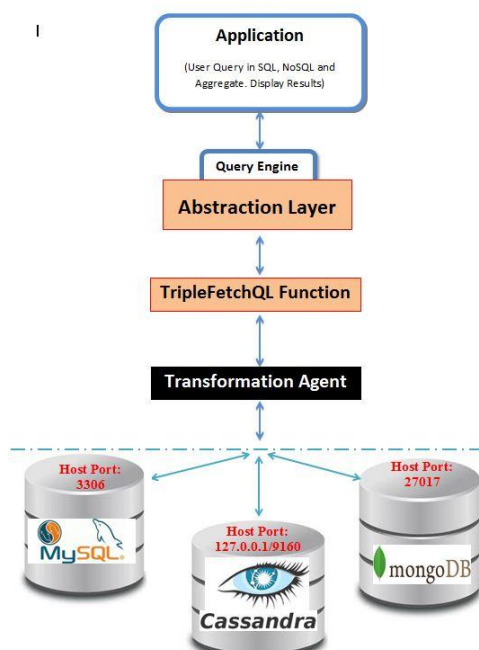 I
Application
(User Query in SQL, NoSQL and
Aggregate. Display Results)
Query Engine
Abstraction Layer
TripleFetchQL Function
Transformation Agent
Host Port:
3306
MySQL®
Host Port:
127.0.0.1/9160
Cassandra
Host Port:
27017
mongoDB